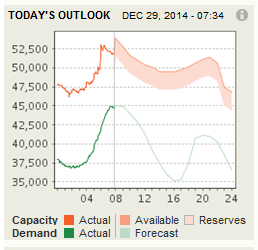 TODAY'S OUTLOOK DEC 29, 2014 - 07:34
52,500
50,000
47,500
45,000
42,500
40,000
37,500
35,000
04 08 12 16 20 24
Capacity Actual Available Reserves
Demand Actual Forecast